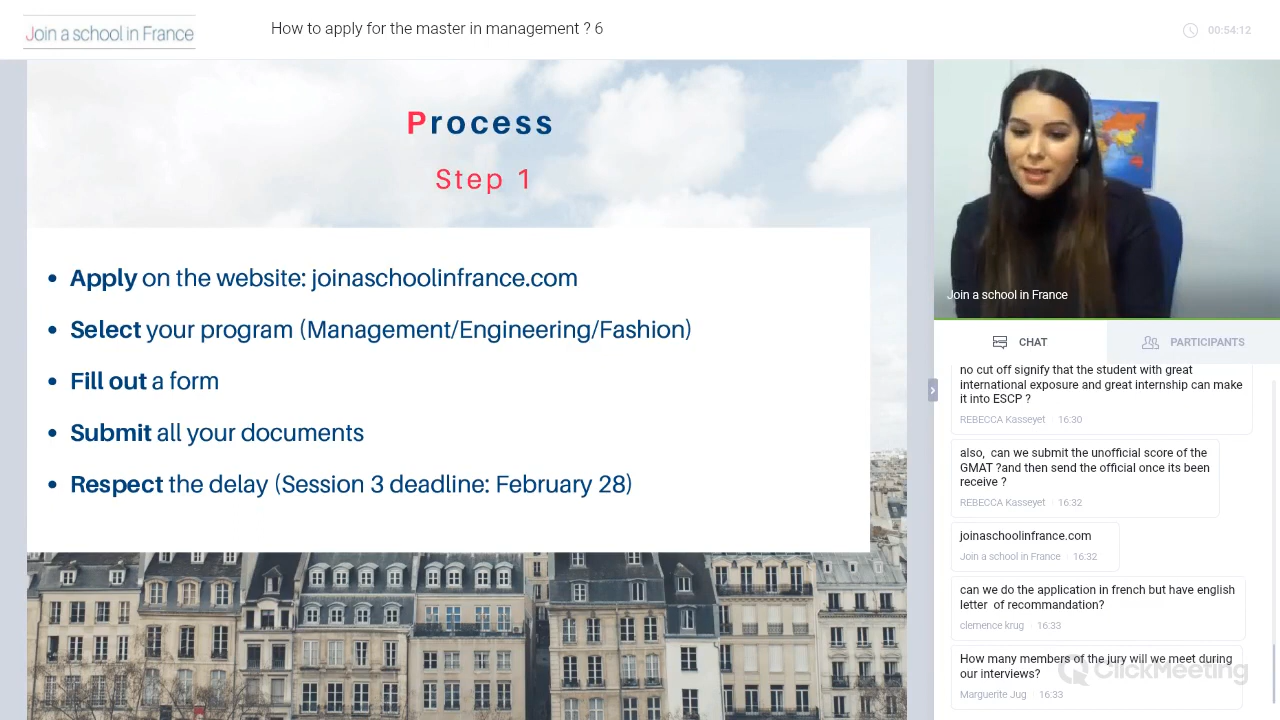 Join a school in France
How to apply for the master in management ? 6
00:54:12
Process
Step 1
• Apply on the website: joinaschoolinfrance.com
• Select your program (Management/Engineering/Fashion)
• Fill out a form
• Submit all your documents
• Respect the delay (Session 3 deadline: February 28)
Join a school in France
CHAT
PARTICIPANTS
no cut off signify that the student with great
international exposure and great internship can make
it into ESCP ?
REBECCA Kasseyet 16:30
also, can we submit the unofficial score of the
GMAT ?and then send the official once its been
receive ?
REBECCA Kasseyet 16:32
joinaschoolinfrance.com
Join a school in France 16:32
can we do the application in french but have english
letter of recommandation?
clemence krug 16:33
How many members of the jury will we meet during
our interviews?
Marguerite Jug 16:33
ClickMeeting